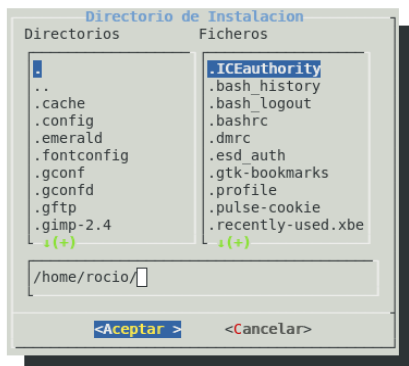 Directorio de Instalacion
Directorios
Ficheros
.
..
.cache
.config
.emerald
.fontconfig
.gconf
.gconfd
.gftp
.gimp-2.4
↓(+)
.ICEauthority
.bash_history
.bash_logout
.bashrc
.dmrc
.esd_auth
.gtk-bookmarks
.profile
.pulse-cookie
.recently-used.xbe
↓(+)
/home/rocio/
<Aceptar > <Cancelar>